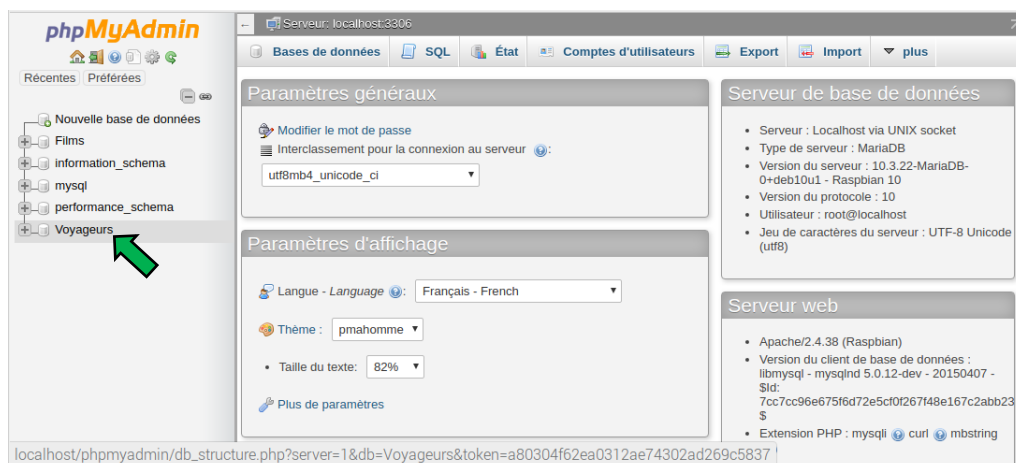 phpMyAdmin
Récentes Préférées
Nouvelle base de données
Films
information_schema
mysql
performance_schema
Voyageurs
Serveur: localhost:3306
Bases de données SQL État Comptes d'utilisateurs Export Import plus
Paramètres généraux
Modifier le mot de passe
Interclassement pour la connexion au serveur :
utf8mb4_unicode_ci
Paramètres d'affichage
Langue - Language : Français - French
Thème : pmahomme
• Taille du texte: 82%
Plus de paramètres
Serveur de base de données
• Serveur : Localhost via UNIX socket
• Type de serveur : MariaDB
• Version du serveur : 10.3.22-MariaDB-
0+deb10u1 - Raspbian 10
• Version du protocole : 10
• Utilisateur : root@localhost
• Jeu de caractères du serveur : UTF-8 Unicode
(utf8)
Serveur web
• Apache/2.4.38 (Raspbian)
• Version du client de base de données :
libmysql - mysqlnd 5.0.12-dev - 20150407 -
$Id:
7cc7cc96e675f6d72e5cf0f267f48e167c2abb23
$
• Extension PHP : mysqli curl mbstring
localhost/phpmyadmin/db_structure.php?server=1&db=Voyageurs&token=a80304f62ea0312ae74302ad269c5837